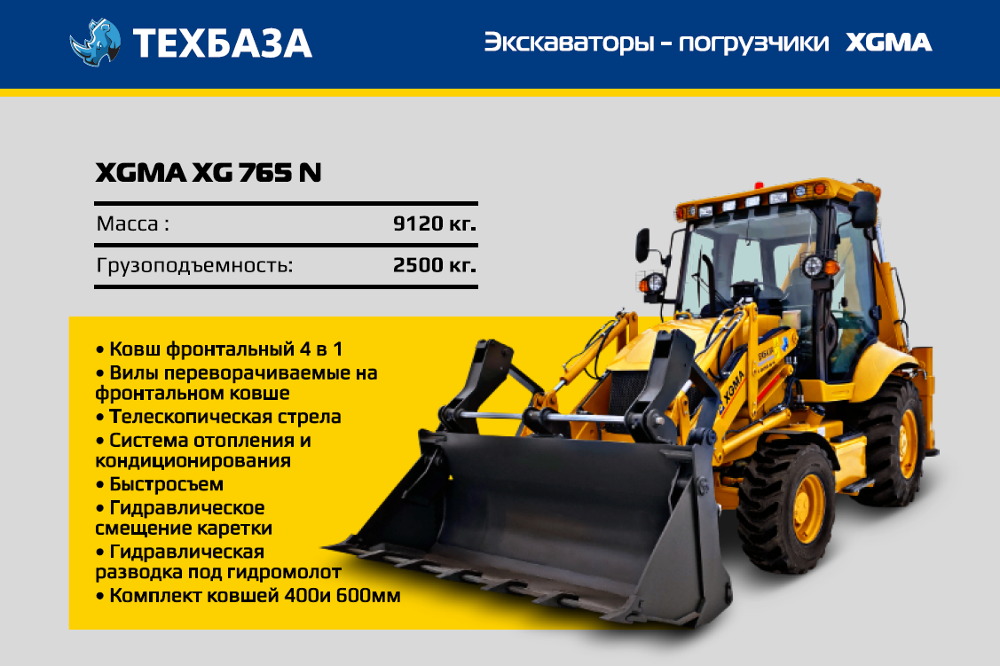 ТЕХБАЗА
Экскаваторы - погрузчики XGMA
XGMA XG 765 N
Масса : 9120 кг.
Грузоподъемность: 2500 кг.
• Ковш фронтальный 4 в 1
• Вилы переворачиваемые на
фронтальном ковше
• Телескопическая стрела
• Система отопления и
кондиционирования
• Быстросъем
• Гидравлическое
смещение каретки
• Гидравлическая
разводка под гидромолот
• Комплект ковшей 400и 600мм
XGMA